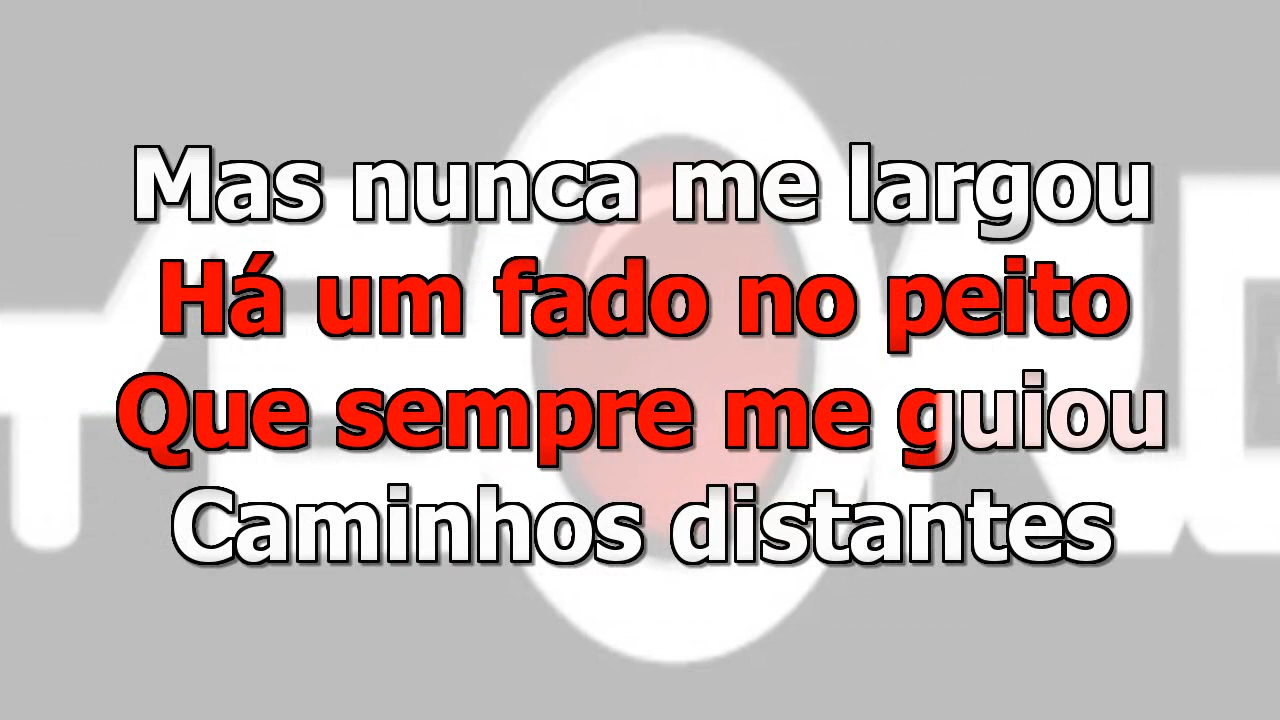 Mas nunca me largou
Há um fado no peito
Que sempre me guiou
Caminhos distantes